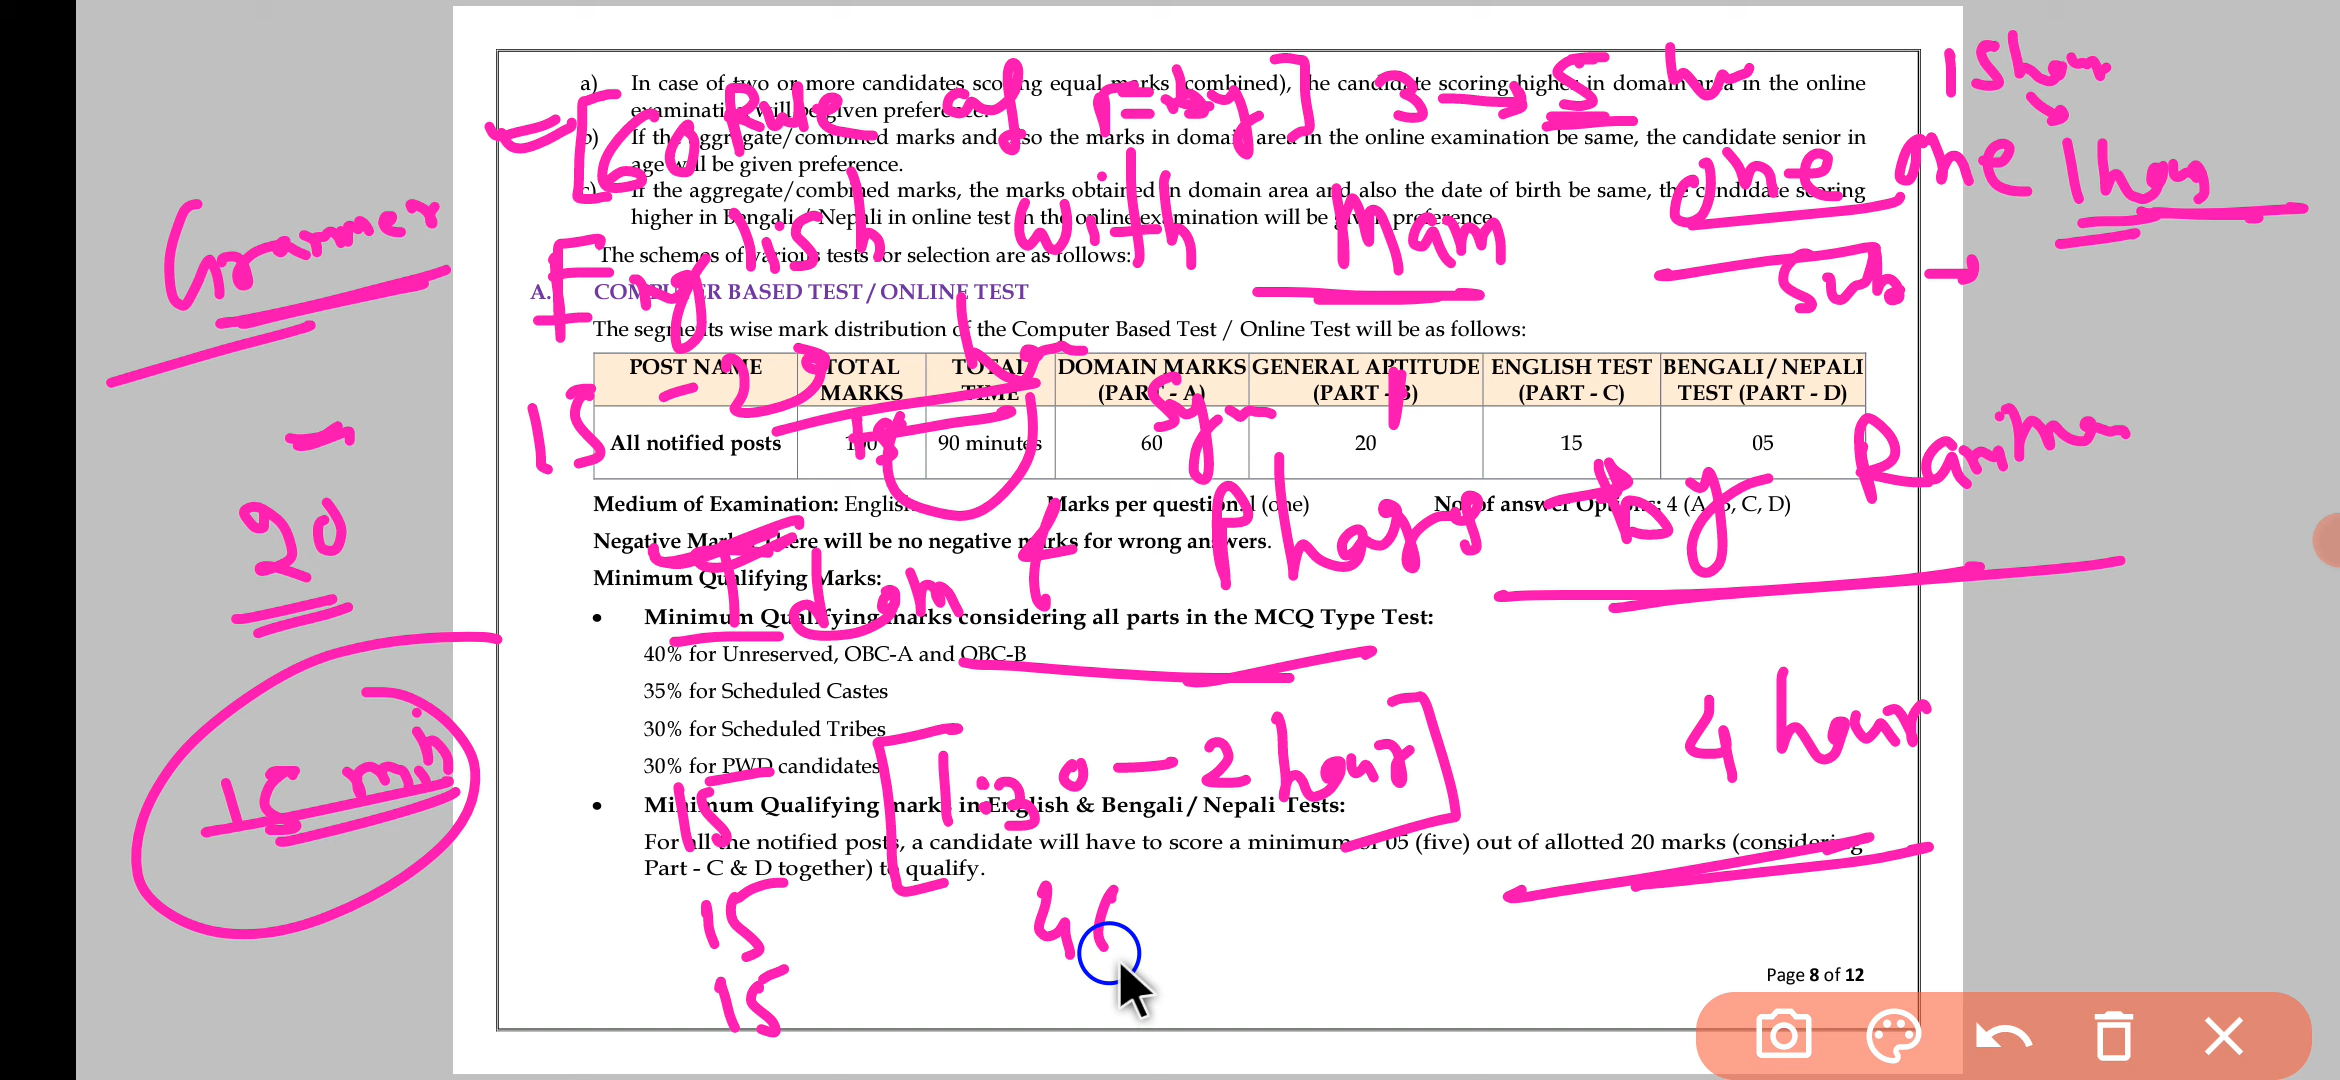 a) In case of two or more candidates scoring equal marks (combined), the candidate scoring higher in domain area in the online
examination will be given preference.
b) If the aggregate/combined marks and also the marks in domain area in the online examination be same, the candidate senior in
age will be given preference.
c) If the aggregate/combined marks, the marks obtained in domain area and also the date of birth be same, the candidate scoring
higher in Bengali / Nepali in online test in the online examination will be given preference.
The schemes of various tests for selection are as follows:
A. COMPUTER BASED TEST / ONLINE TEST
The segments wise mark distribution of the Computer Based Test / Online Test will be as follows:
POST NAME TOTAL MARKS TOTAL TIME DOMAIN MARKS (PART - A) GENERAL APTITUDE (PART - B) ENGLISH TEST (PART - C) BENGALI / NEPALI TEST (PART - D)
All notified posts 100 90 minutes 60 20 15 05
Medium of Examination: English Marks per question: 1 (one) No. of answer Options: 4 (A, B, C, D)
Negative Marks: There will be no negative marks for wrong answers.
Minimum Qualifying Marks:
• Minimum Qualifying marks considering all parts in the MCQ Type Test:
40% for Unreserved, OBC-A and OBC-B
35% for Scheduled Castes
30% for Scheduled Tribes
30% for PWD candidates
• Minimum Qualifying marks in English & Bengali / Nepali Tests:
For all the notified posts, a candidate will have to score a minimum of 05 (five) out of allotted 20 marks (considering
Part - C & D together) to qualify.
Page 8 of 12
[60 Rule of
] 3 → 5 hr
15 hour
one
one 1 hour
Sub →
English with Mam
Grammer
— 20
15 min
15 - 20
Phars → by
4 hour
[1:30 — 2 hour]
15
15
15